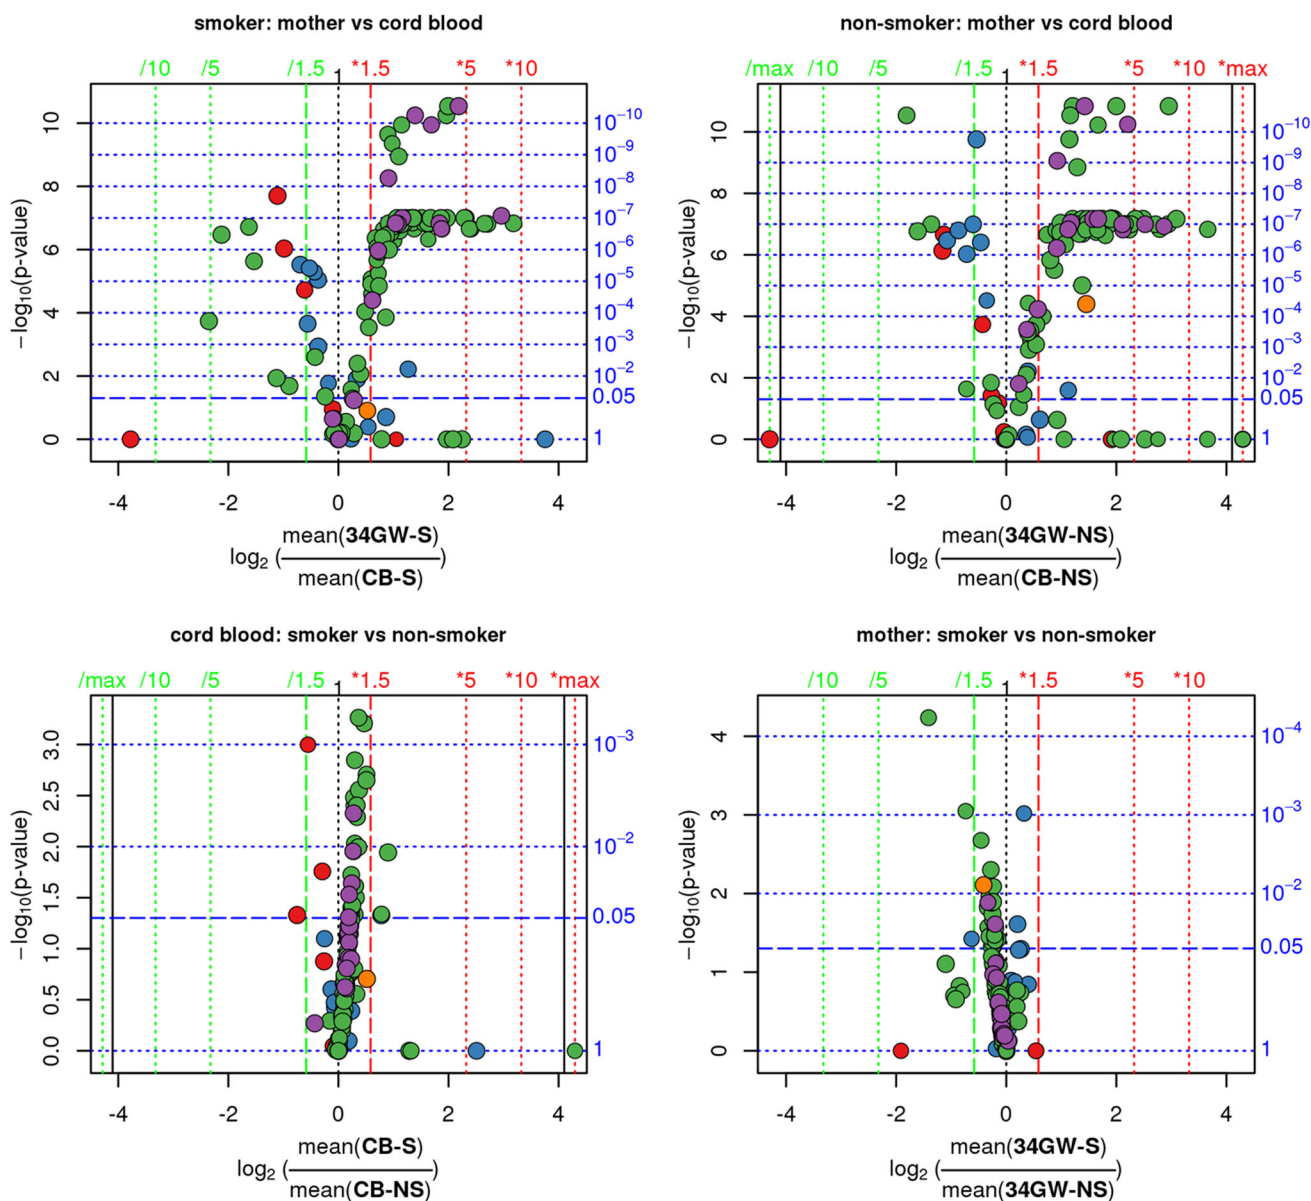 smoker: mother vs cord blood
/10 /5 /1.5 1 *1.5 *5 *10
−log10(p-value)
10
8
6
4
2
0
10−10
10−9
10−8
10−7
10−6
10−5
10−4
10−3
10−2
0.05
1
-4 -2 0 2 4
log2 (mean(34GW-S)
mean(CB-S))
non-smoker: mother vs cord blood
/max /10 /5 /1.5 1 *1.5 *5 *10 *max
−log10(p-value)
10
8
6
4
2
0
10−10
10−9
10−8
10−7
10−6
10−5
10−4
10−3
10−2
0.05
1
-4 -2 0 2 4
log2 (mean(34GW-NS)
mean(CB-NS))
cord blood: smoker vs non-smoker
/max /10 /5 /1.5 1 *1.5 *5 *10 *max
−log10(p-value)
3.0
2.5
2.0
1.5
1.0
0.5
0.0
10−3
10−2
0.05
1
-4 -2 0 2 4
log2 (mean(CB-S)
mean(CB-NS))
mother: smoker vs non-smoker
/10 /5 /1.5 1 *1.5 *5 *10
−log10(p-value)
4
3
2
1
0
10−4
10−3
10−2
0.05
1
-4 -2 0 2 4
log2 (mean(34GW-S)
mean(34GW-NS))